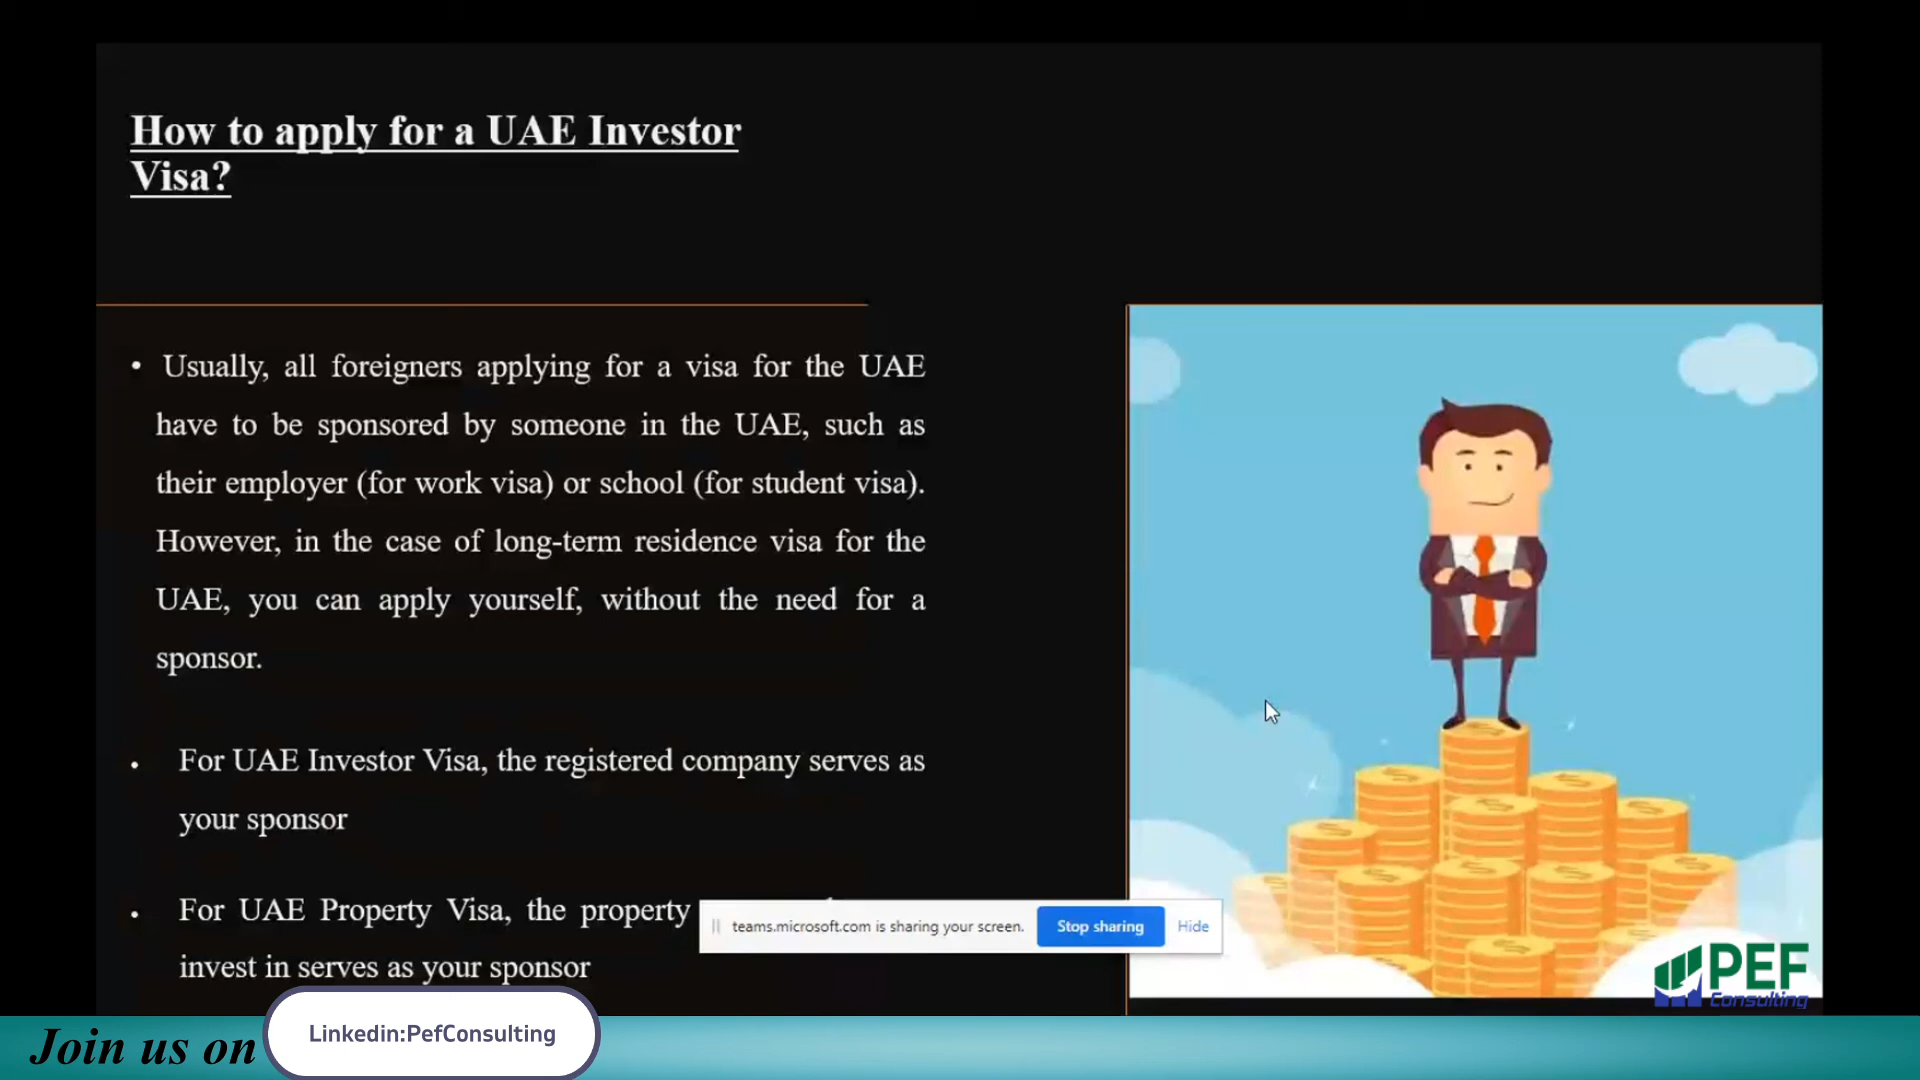 How to apply for a UAE Investor
Visa?
• Usually, all foreigners applying for a visa for the UAE
have to be sponsored by someone in the UAE, such as
their employer (for work visa) or school (for student visa).
However, in the case of long-term residence visa for the
UAE, you can apply yourself, without the need for a
sponsor.
• For UAE Investor Visa, the registered company serves as
your sponsor
• For UAE Property Visa, the property
invest in serves as your sponsor
teams.microsoft.com is sharing your screen. Stop sharing Hide
PEF
Consulting
Join us on
Linkedin:PefConsulting